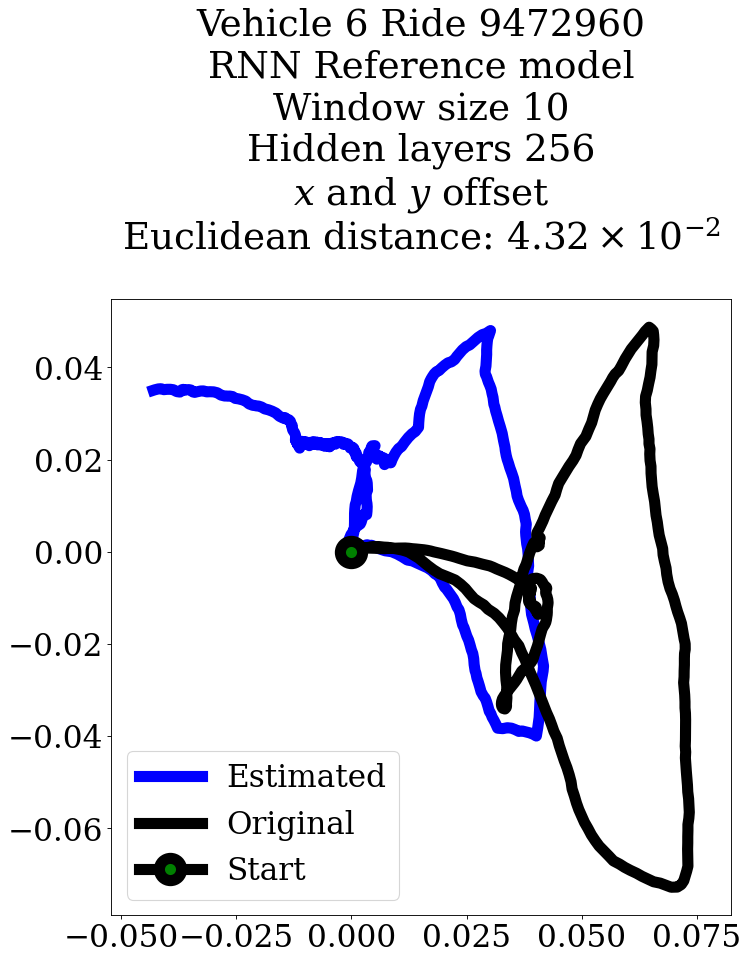 Vehicle 6 Ride 9472960
RNN Reference model
Window size 10
Hidden layers 256
x and y offset
Euclidean distance: 4.32 × 10⁻²
0.04
0.02
0.00
−0.02
−0.04
−0.06
Estimated
Original
Start
−0.050 −0.025 0.000 0.025 0.050 0.075